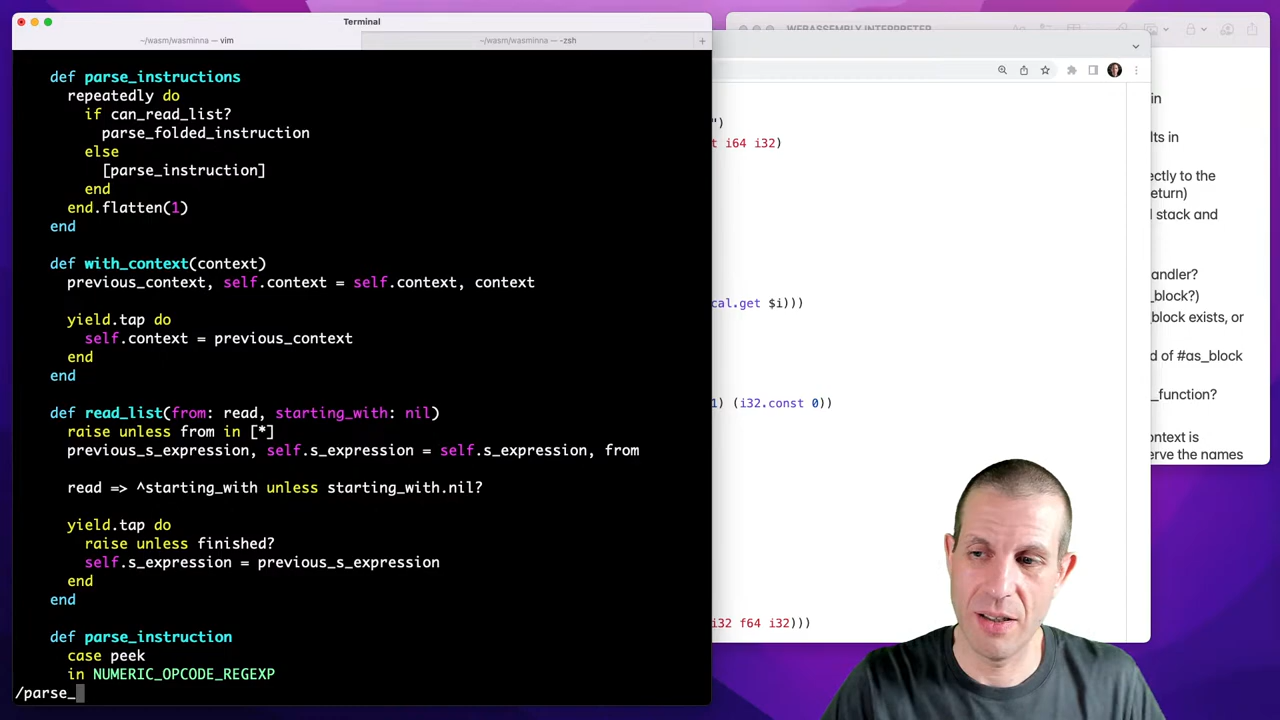 Terminal
~/wasm/wasminna — vim
~/wasm/wasminna — -zsh
+
def parse_instructions
repeatedly do
if can_read_list?
parse_folded_instruction
else
[parse_instruction]
end
end.flatten(1)
end
def with_context(context)
previous_context, self.context = self.context, context
yield.tap do
self.context = previous_context
end
end
def read_list(from: read, starting_with: nil)
raise unless from in [*]
previous_s_expression, self.s_expression = self.s_expression, from
read => ^starting_with unless starting_with.nil?
yield.tap do
raise unless finished?
self.s_expression = previous_s_expression
end
end
def parse_instruction
case peek
in NUMERIC_OPCODE_REGEXP
/parse_
WEBASSEMBLY INTERPRETER
")
t i64 i32)
cal.get $i)))
1) (i32.const 0))
i32 f64 i32)))
in
lts in
ectly to the
eturn)
l stack and
andler?
_block?)
_block exists, or
d of #as_block
_function?
ontext is
erve the names